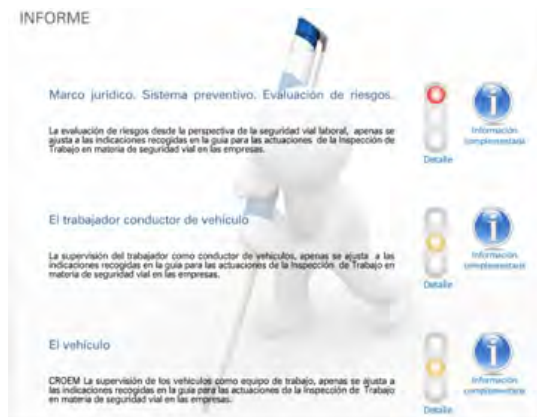 INFORME
Marco jurídico. Sistema preventivo. Evaluación de riesgos.
La evaluación de riesgos desde la perspectiva de la seguridad vial laboral, apenas se
ajusta a las indicaciones recogidas en la guia para las actuaciones de la Inspección de
Trabajo en materia de seguridad vial en las empresas.
Detalle
Información
complementaria
El trabajador conductor de vehículo
La supervisión del trabajador como conductor de vehículos, apenas se ajusta a las
indicaciones recogidas en la guia para las actuaciones de la Inspección de Trabajo en
materia de seguridad vial en las empresas.
Detalle
Información
complementaria
El vehículo
CROEM La supervisión de los vehículos como equipo de trabajo, apenas se ajusta a
las indicaciones recogidas en la guia para las actuaciones de la Inspección de Trabajo
en materia de seguridad vial en las empresas.
Detalle
Información
complementaria